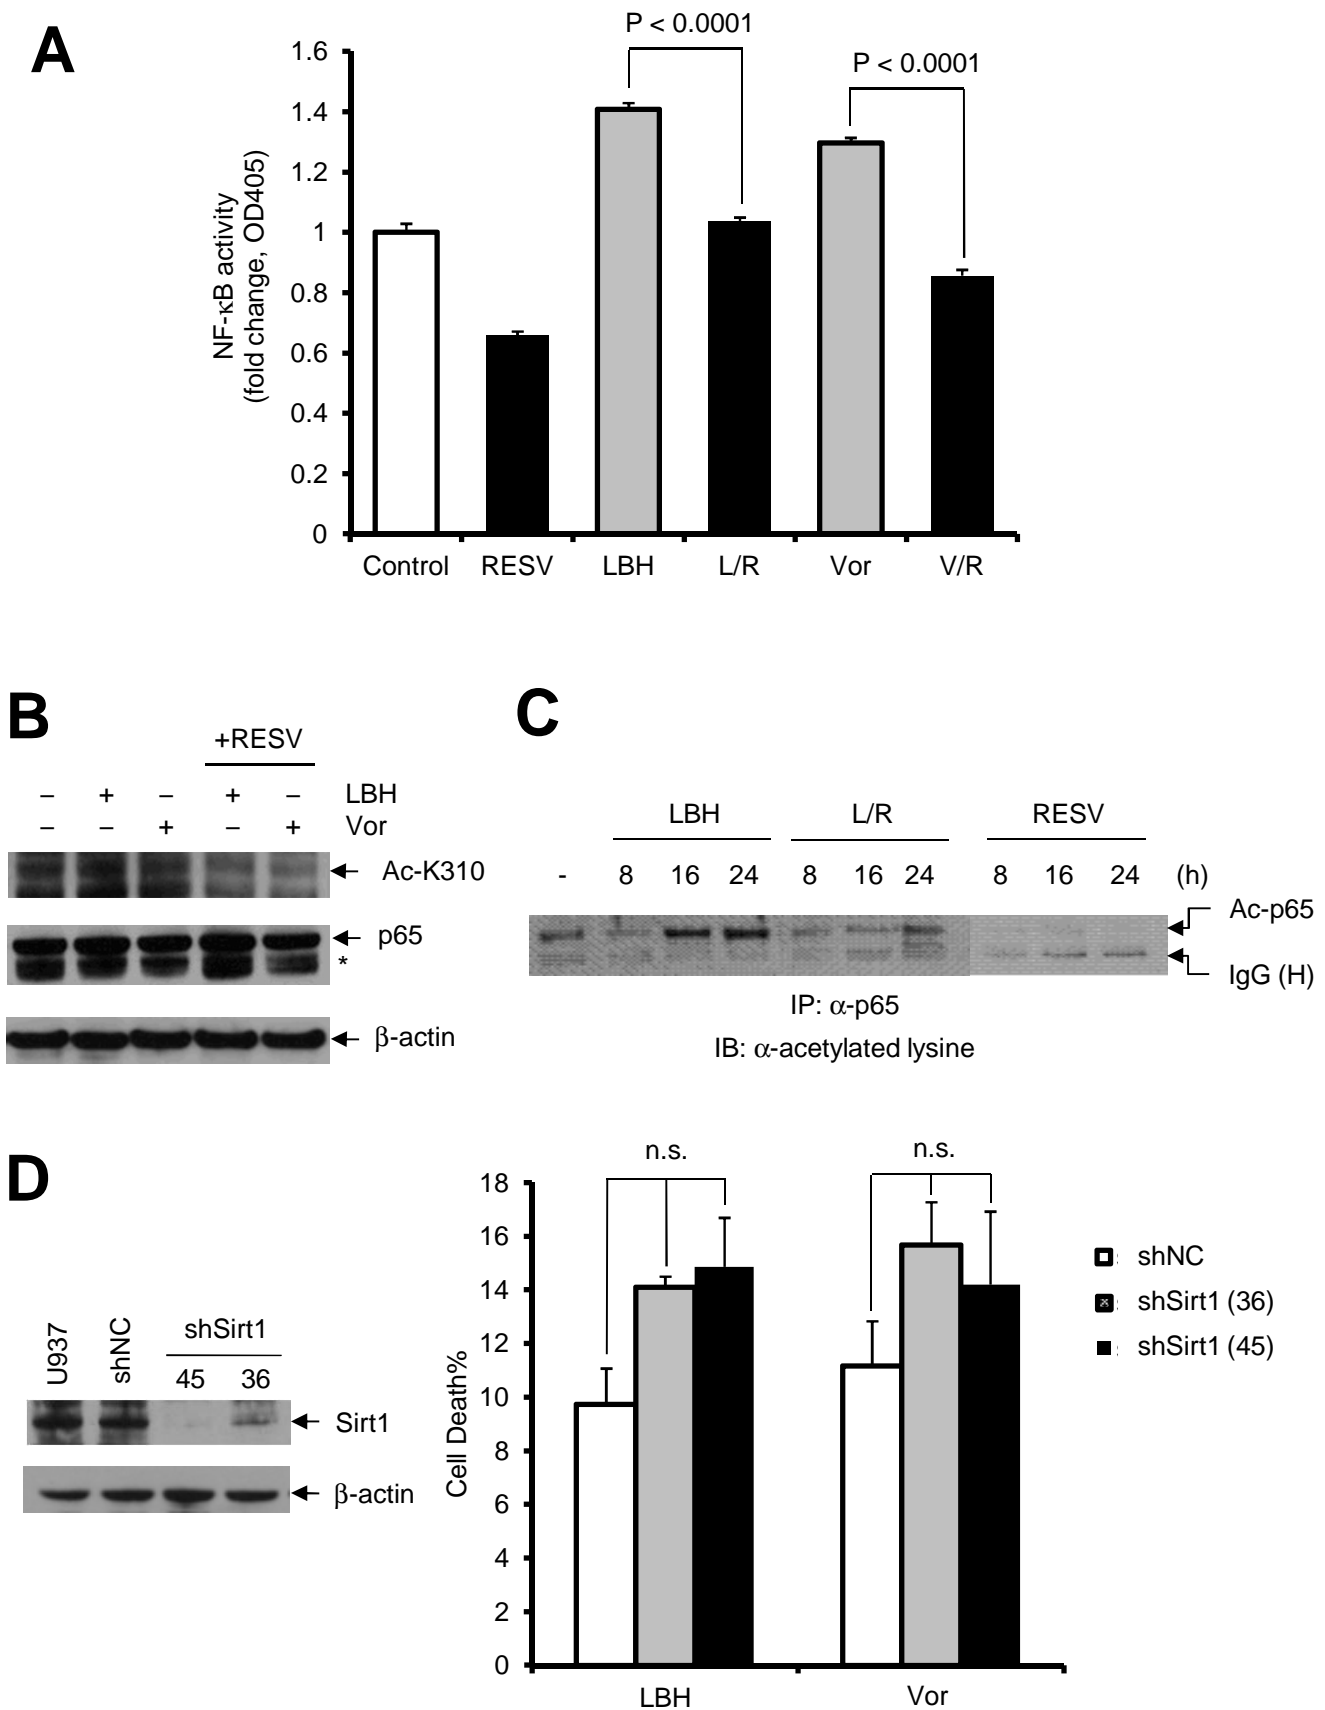 A
P < 0.0001
P < 0.0001
1.6
1.4
1.2
1
0.8
0.6
0.4
0.2
0
NF-κB activity
(fold change, OD405)
Control RESV LBH L/R Vor V/R
B
+RESV
– + – + – LBH
– – + – + Vor
Ac-K310
p65
*
β-actin
C
LBH L/R RESV
- 8 16 24 8 16 24 8 16 24 (h)
Ac-p65
IgG (H)
IP: α-p65
IB: α-acetylated lysine
D
U937
shNC
shSirt1
45 36
Sirt1
β-actin
n.s.
n.s.
18
16
14
12
10
8
6
4
2
0
Cell Death%
LBH Vor
shNC
shSirt1 (36)
shSirt1 (45)